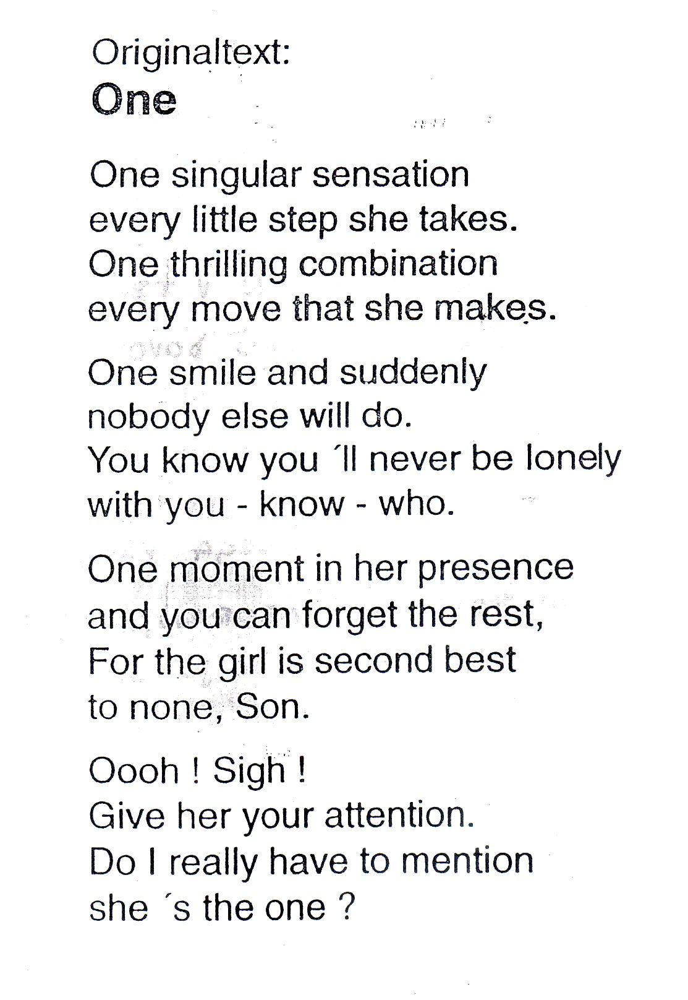 Originaltext:
One
One singular sensation
every little step she takes.
One thrilling combination
every move that she makes.
One smile and suddenly
nobody else will do.
You know you ´ll never be lonely
with you - know - who.
One moment in her presence
and you can forget the rest,
For the girl is second best
to none, Son.
Oooh ! Sigh !
Give her your attention.
Do I really have to mention
she ´s the one ?